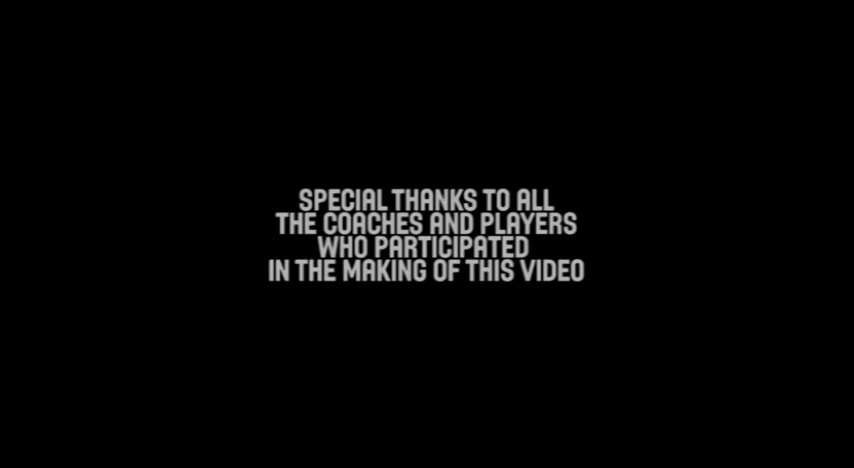 SPECIAL THANKS TO ALL
THE COACHES AND PLAYERS
WHO PARTICIPATED
IN THE MAKING OF THIS VIDEO